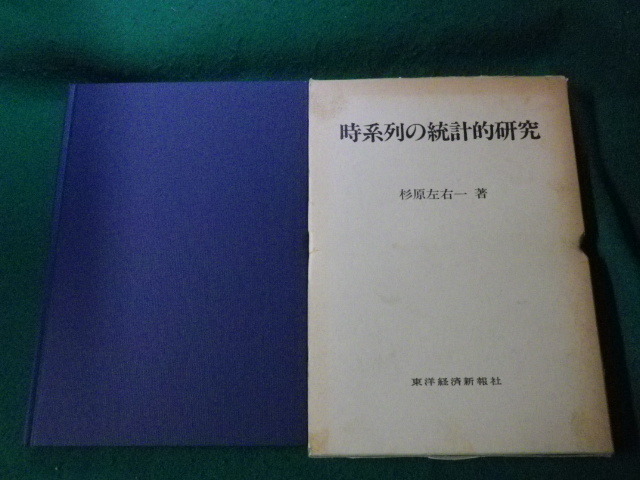 時系列の統計的研究
杉原左右一 著
東洋経済新報社